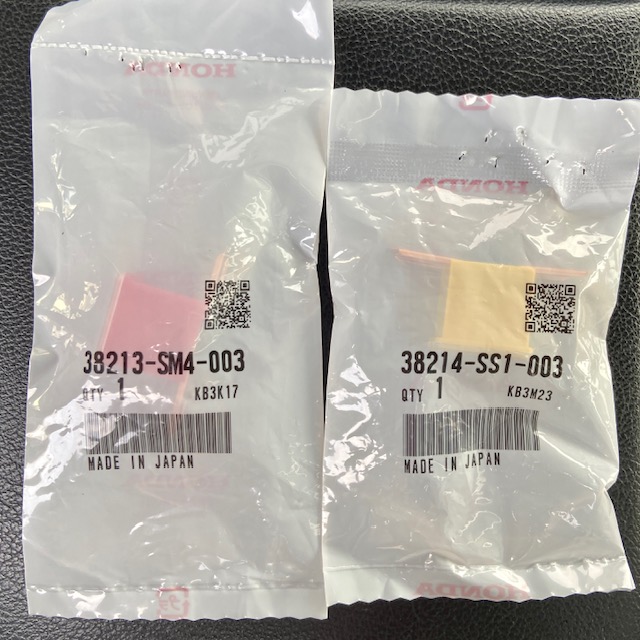 HONDA
38213-SM4-003
QTY 1 KB3K17
MADE IN JAPAN
HONDA
38214-SS1-003
QTY 1 KB3M23
MADE IN JAPAN
HONDA